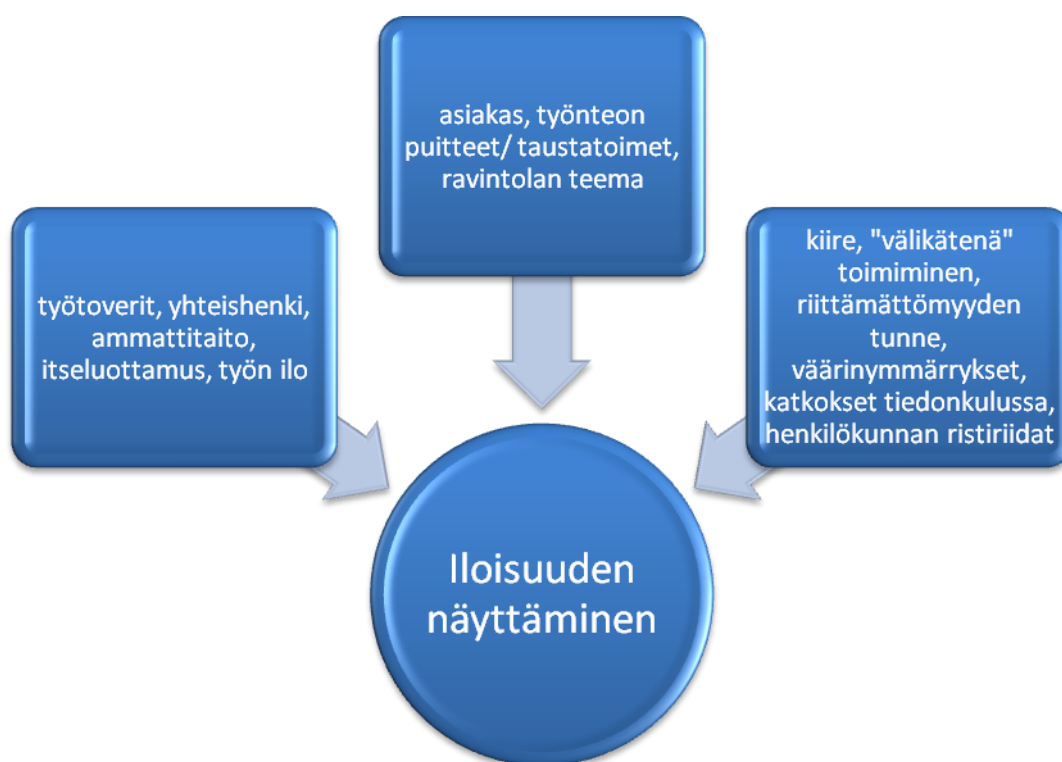 asiakas, työnteon
puitteet/ taustatoimet,
ravintolan teema
työtoverit, yhteishenki,
ammattitaito,
itseluottamus, työn ilo
kiire, "välikätenä"
toimiminen,
riittämättömyyden
tunne,
väärinymmärrykset,
katkokset tiedonkulussa,
henkilökunnan ristiriidat
Iloisuuden
näyttäminen